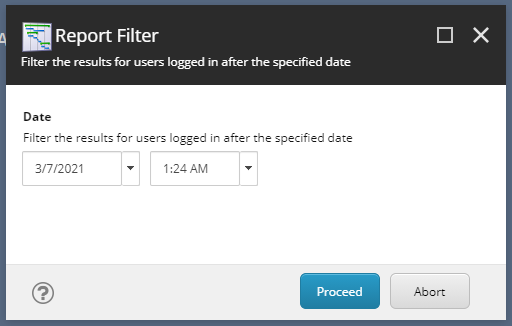 Report Filter
Filter the results for users logged in after the specified date
Date
Filter the results for users logged in after the specified date
3/7/2021 1:24 AM
Proceed Abort